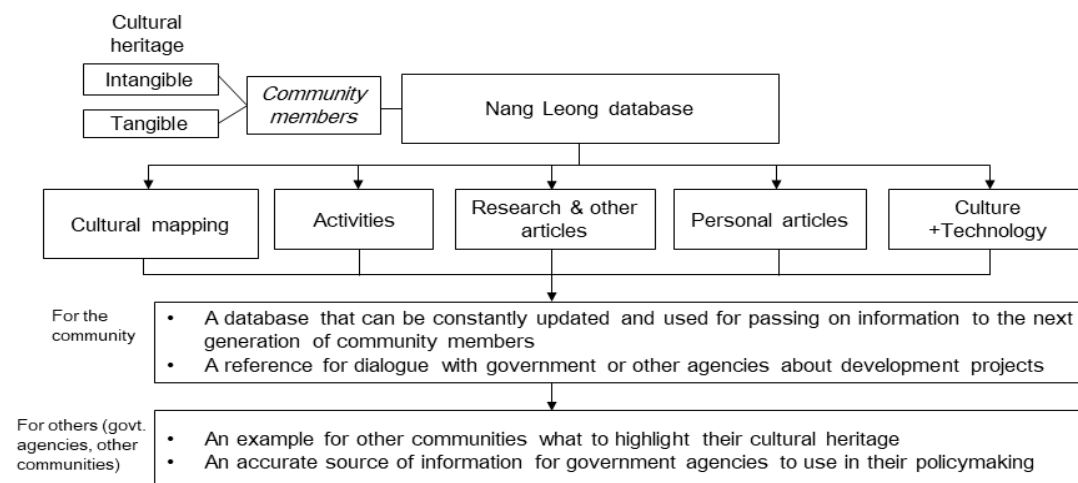 Cultural
heritage
Intangible
Tangible
Community
members
Nang Leong database
Cultural mapping
Activities
Research & other
articles
Personal articles
Culture
+Technology
For the
community
• A database that can be constantly updated and used for passing on information to the next
generation of community members
• A reference for dialogue with government or other agencies about development projects
For others (govt.
agencies, other
communities)
• An example for other communities what to highlight their cultural heritage
• An accurate source of information for government agencies to use in their policymaking